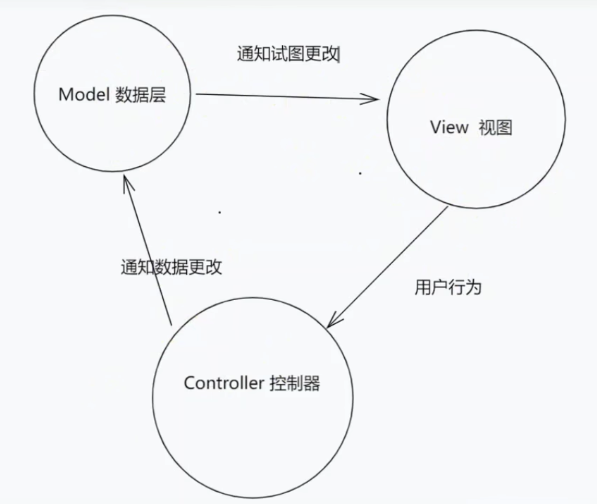 通知试图更改
Model 数据层
View 视图
通知数据更改
用户行为
Controller 控制器